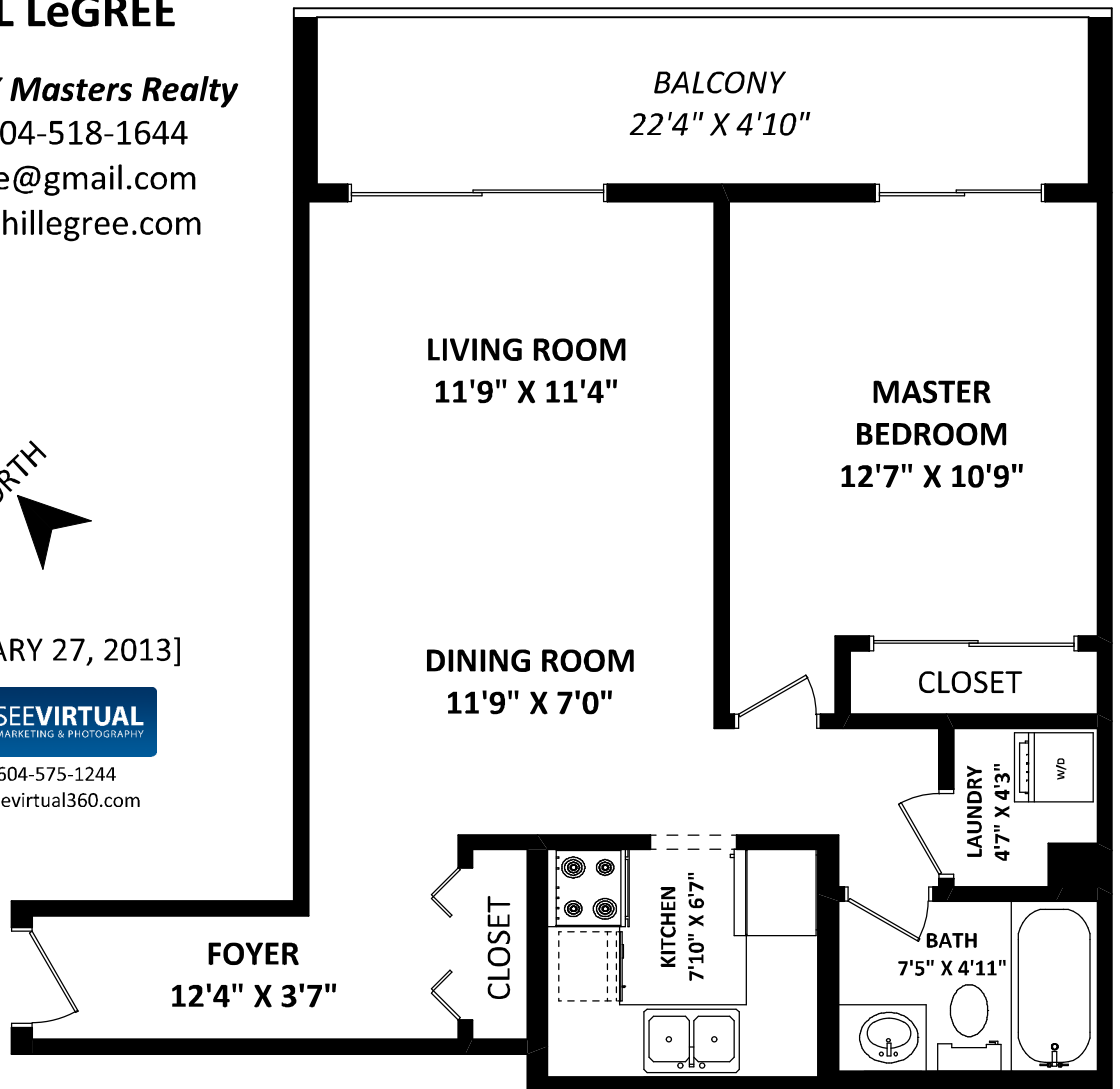 L LeGREE
Masters Realty
04-518-1644
e@gmail.com
hillegree.com
ARY 27, 2013]
SEEVIRTUAL
MARKETING & PHOTOGRAPHY
604-575-1244
evirtual360.com
BALCONY
22'4" X 4'10"
LIVING ROOM
11'9" X 11'4"
MASTER
BEDROOM
12'7" X 10'9"
DINING ROOM
11'9" X 7'0"
CLOSET
LAUNDRY
4'7" X 4'3"
W/D
FOYER
12'4" X 3'7"
CLOSET
KITCHEN
7'10" X 6'7"
BATH
7'5" X 4'11"